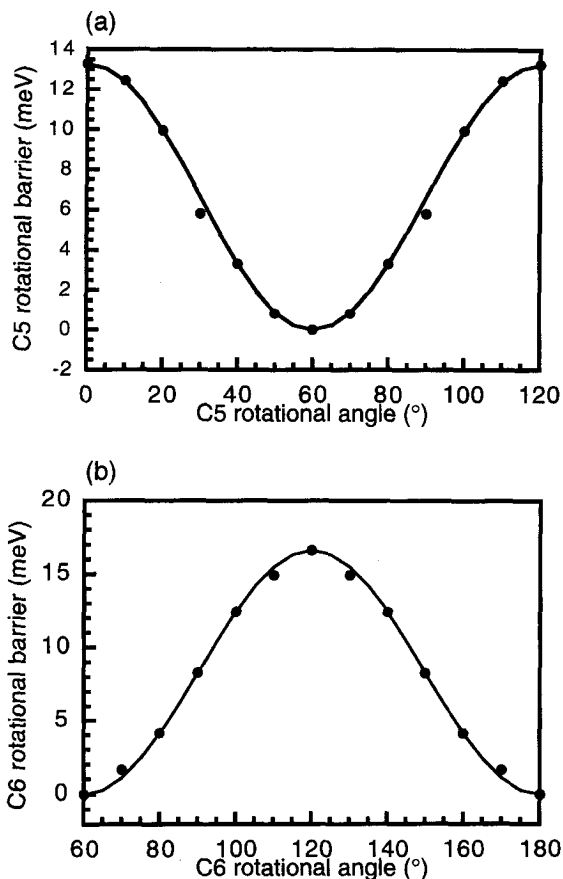 (a)
C5 rotational barrier (meV)
14
12
10
8
6
4
2
0
-2
0 20 40 60 80 100 120
C5 rotational angle (°)
(b)
C6 rotational barrier (meV)
20
15
10
5
0
60 80 100 120 140 160 180
C6 rotational angle (°)